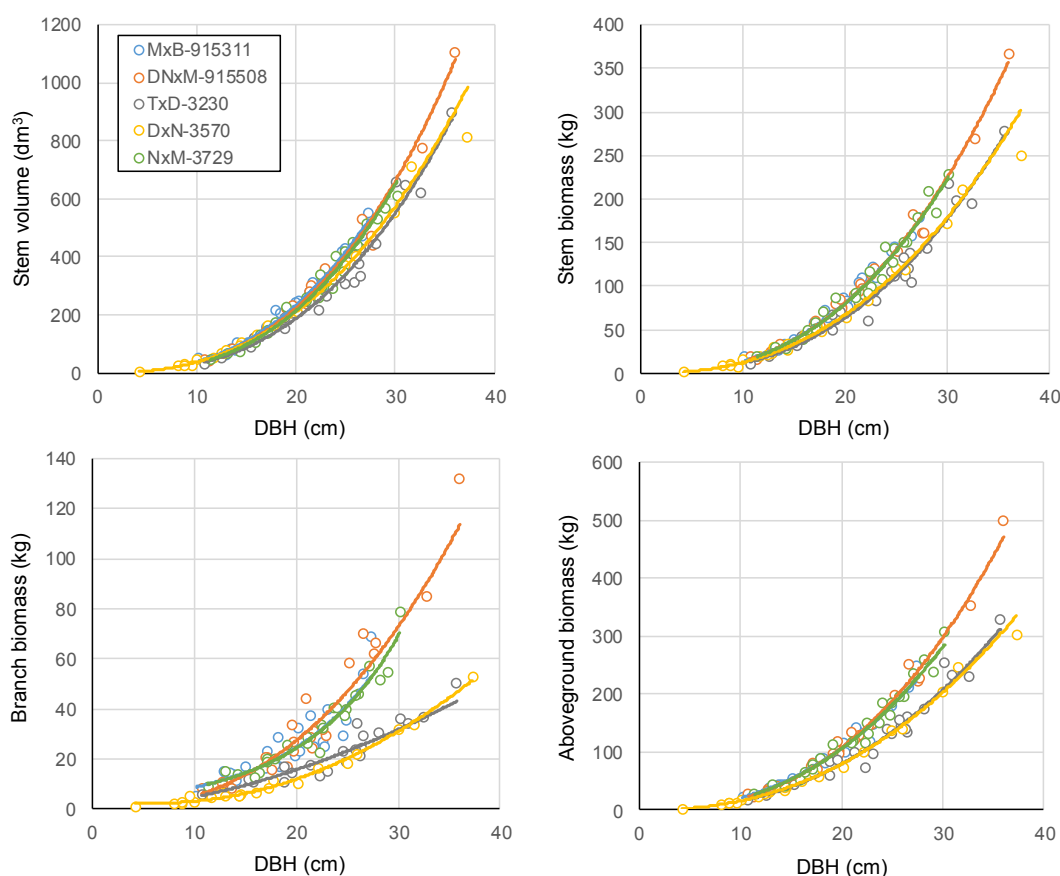 Stem volume (dm³)
1200
1000
800
600
400
200
0
MxB-915311
DNxM-915508
TxD-3230
DxN-3570
NxM-3729
0 10 20 30 40
DBH (cm)
Stem biomass (kg)
400
350
300
250
200
150
100
50
0
0 10 20 30 40
DBH (cm)
Branch biomass (kg)
140
120
100
80
60
40
20
0
0 10 20 30 40
DBH (cm)
Aboveground biomass (kg)
600
500
400
300
200
100
0
0 10 20 30 40
DBH (cm)